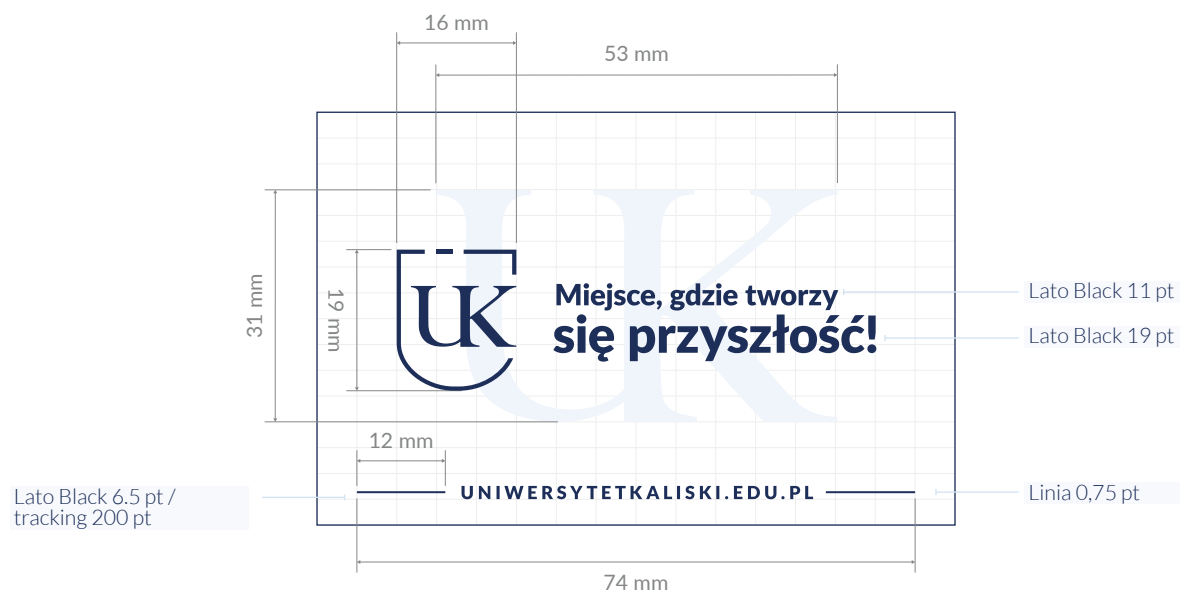 16 mm
53 mm
UK
31 mm
19 mm
UK
Miejsce, gdzie tworzy
się przyszłość!
Lato Black 11 pt
Lato Black 19 pt
12 mm
Lato Black 6.5 pt /
tracking 200 pt
UNIWERSYTETKALISKI.EDU.PL
Linia 0,75 pt
74 mm